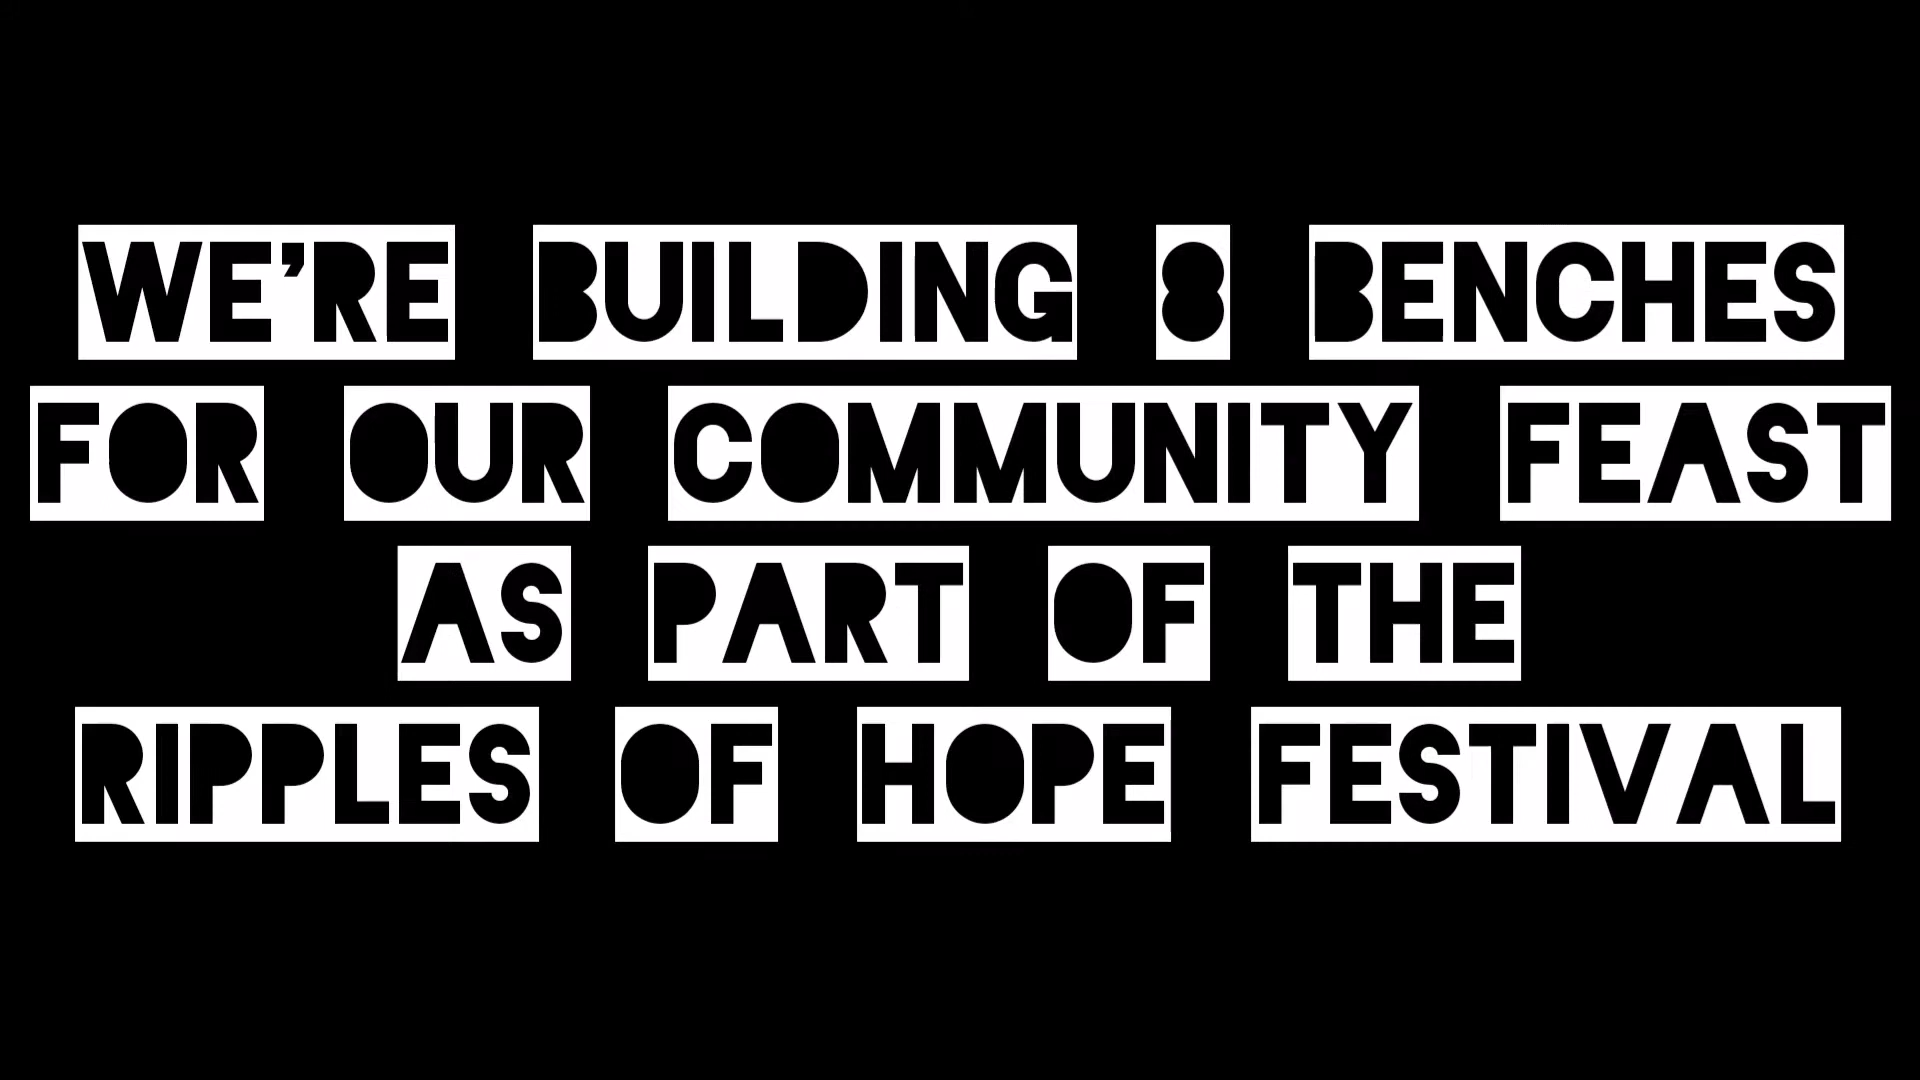 WE'RE BUILDING 8 BENCHES
FOR OUR COMMUNITY FEAST
AS PART OF THE
RIPPLES OF HOPE FESTIVAL